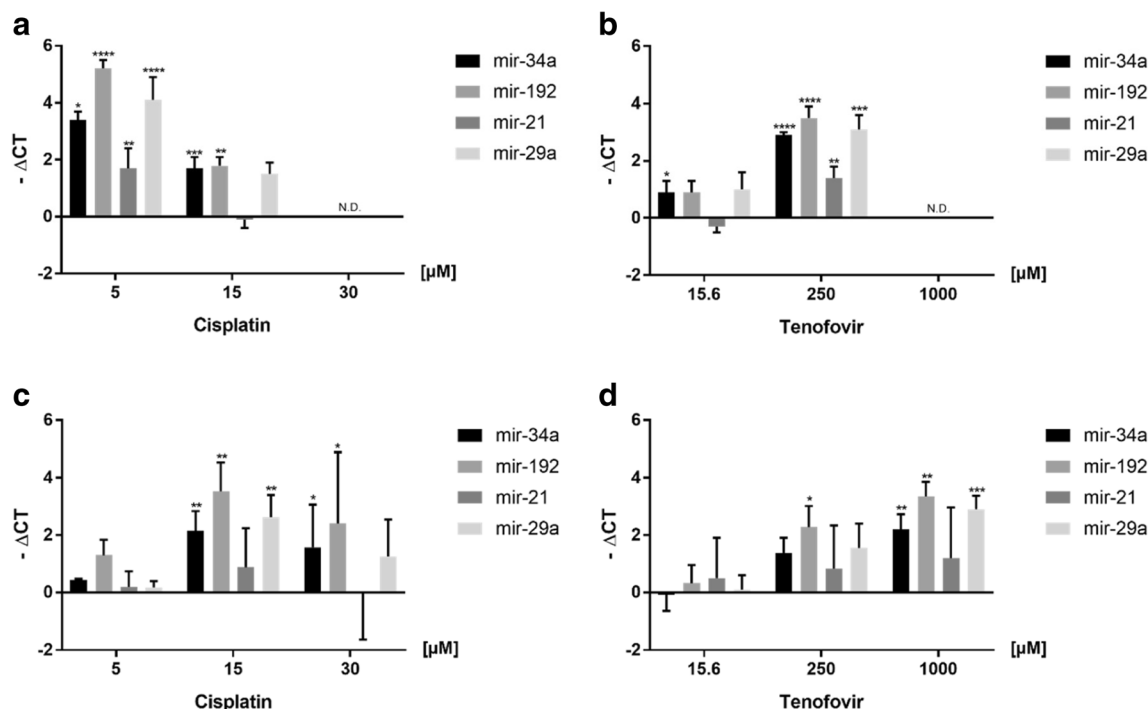 a
6
4
2
0
-2
- ΔCT
* **** ** ****
*** **
N.D.
5 15 30
[µM]
Cisplatin
mir-34a
mir-192
mir-21
mir-29a
b
6
4
2
0
-2
- ΔCT
*
**** **** ** ***
N.D.
15.6 250 1000
[µM]
Tenofovir
mir-34a
mir-192
mir-21
mir-29a
c
6
4
2
0
-2
- ΔCT
** ** **
* *
5 15 30
[µM]
Cisplatin
mir-34a
mir-192
mir-21
mir-29a
d
6
4
2
0
-2
- ΔCT
*
** ** ***
15.6 250 1000
[µM]
Tenofovir
mir-34a
mir-192
mir-21
mir-29a